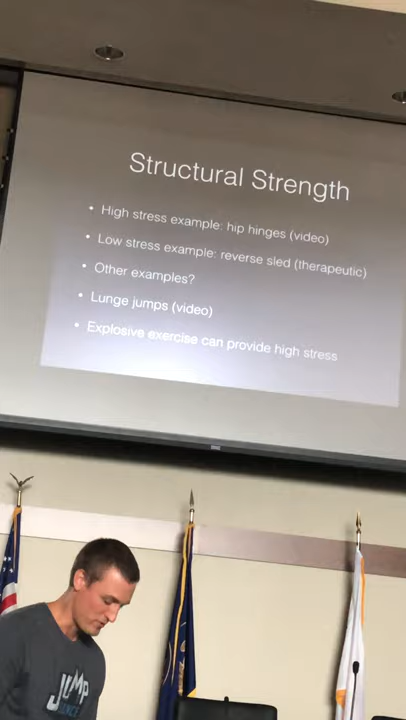 Structural Strength
• High stress example: hip hinges (video)
• Low stress example: reverse sled (therapeutic)
• Other examples?
• Lunge jumps (video)
• Explosive exercise can provide high stress
JUMP